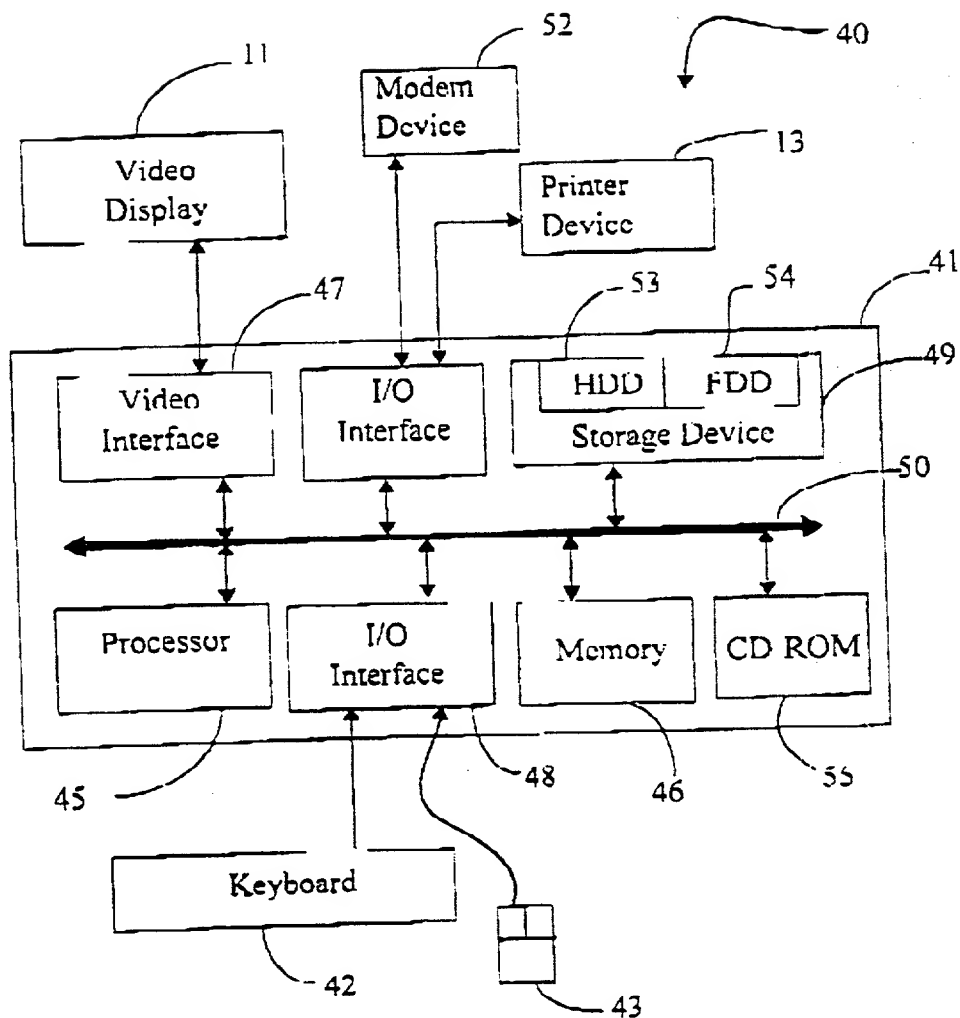 52
40
11
Modem
Device
13
Video
Display
Printer
Device
47
53
54
41
49
Video
Interface
I/O
Interface
HDD
FDD
Storage Device
50
Processor
I/O
Interface
Memory
CD ROM
45
48
46
55
Keyboard
42
43